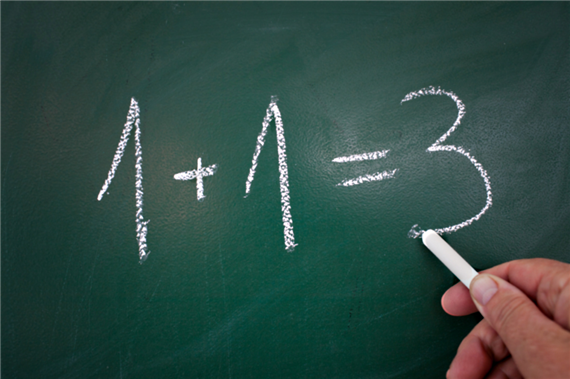 1 + 1 = 3